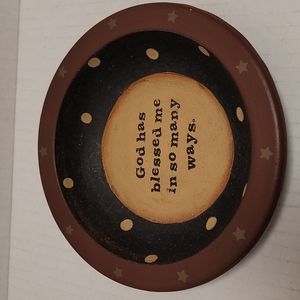 God has
blessed me
in so many
ways.